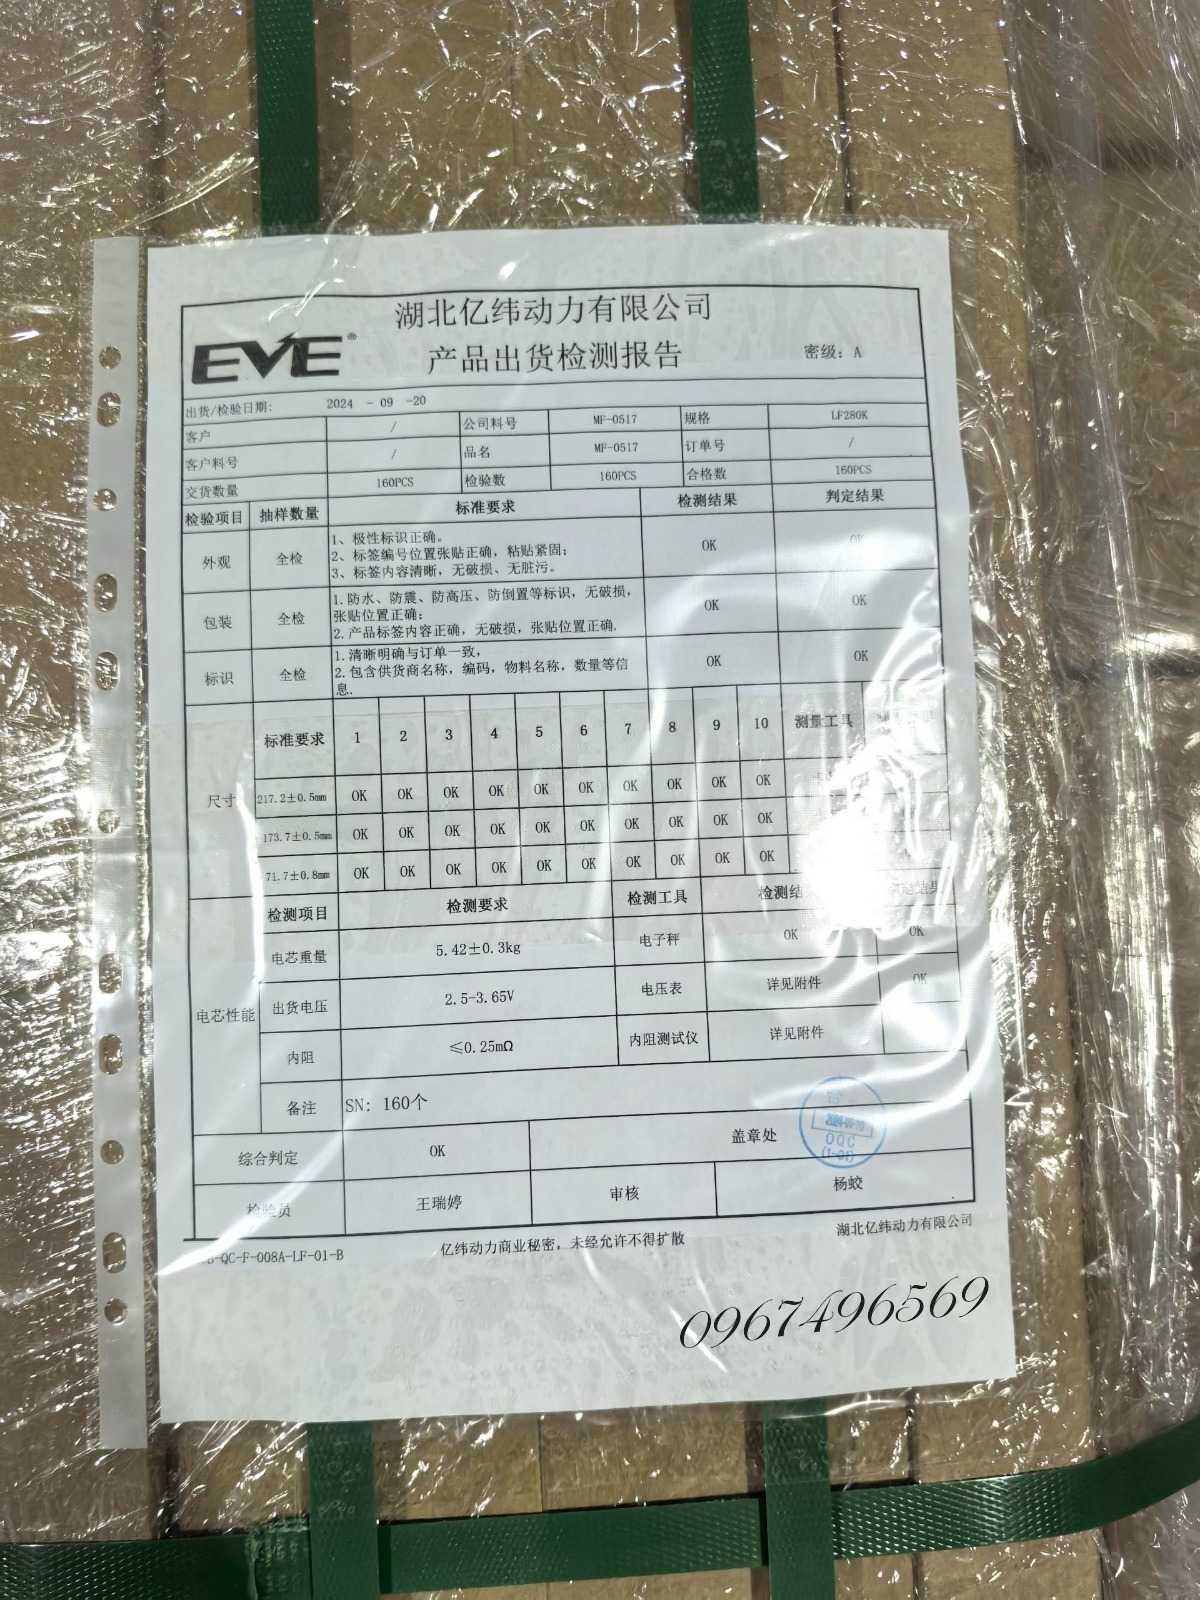 湖北亿纬动力有限公司
EVE®
产品出货检测报告
密级: A
出货/检验日期: 2024 - 09 -20
客户 / 公司料号 MF-0517 规格 LF280K
客户料号 / 品名 MF-0517 订单号 /
交货数量 160PCS 检验数 160PCS 合格数 160PCS
检验项目 抽样数量 标准要求 检测结果 判定结果
外观 全检
1、极性标识正确。
2、标签编号位置张贴正确，粘贴紧固；
3、标签内容清晰，无破损、无脏污。
OK OK
包装 全检
1.防水、防震、防高压、防倒置等标识，无破损，
张贴位置正确;
2.产品标签内容正确，无破损，张贴位置正确.
OK OK
标识 全检
1.清晰明确与订单一致，
2.包含供货商名称，编码，物料名称，数量等信
息.
OK OK
尺寸
标准要求 1 2 3 4 5 6 7 8 9 10 测量工具
217.2±0.5mm OK OK OK OK OK OK OK OK OK OK
173.7±0.5mm OK OK OK OK OK OK OK OK OK OK
71.7±0.8mm OK OK OK OK OK OK OK OK OK OK
电芯性能
检测项目 检测要求 检测工具 检测结
电芯重量 5.42±0.3kg 电子秤 OK OK
出货电压 2.5-3.65V 电压表 详见附件 OK
内阻 ≤0.25mΩ 内阻测试仪 详见附件
备注 SN: 160个
综合判定 OK 盖章处
OQC
检验员 王瑞婷 审核 杨蛟
-QC-F-008A-LF-01-B 亿纬动力商业秘密，未经允许不得扩散 湖北亿纬动力有限公司
0967496569